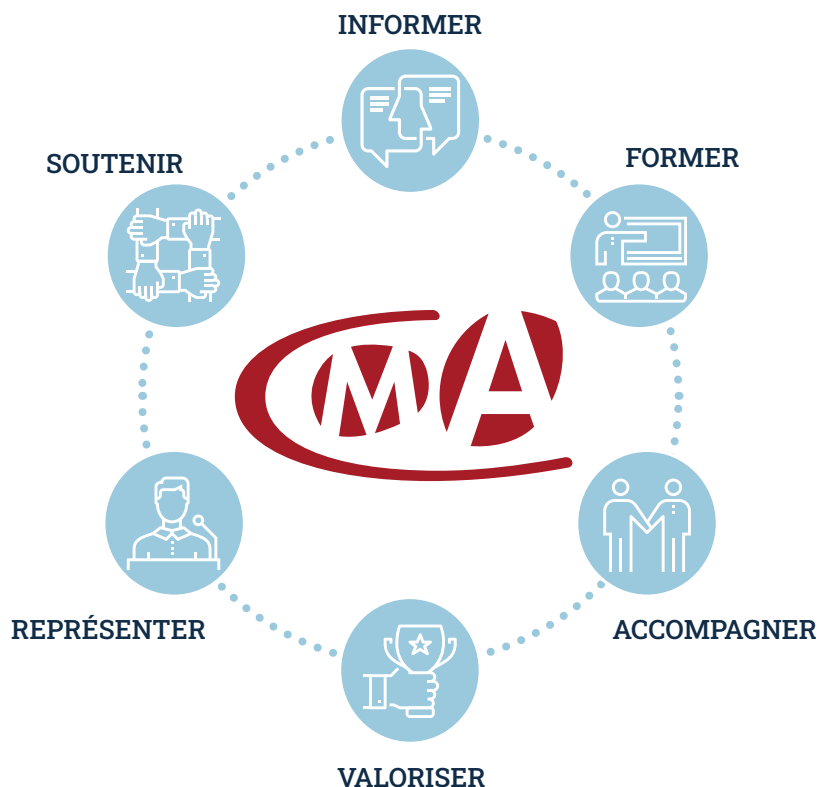 INFORMER
SOUTENIR
FORMER
CMA
REPRÉSENTER
ACCOMPAGNER
VALORISER